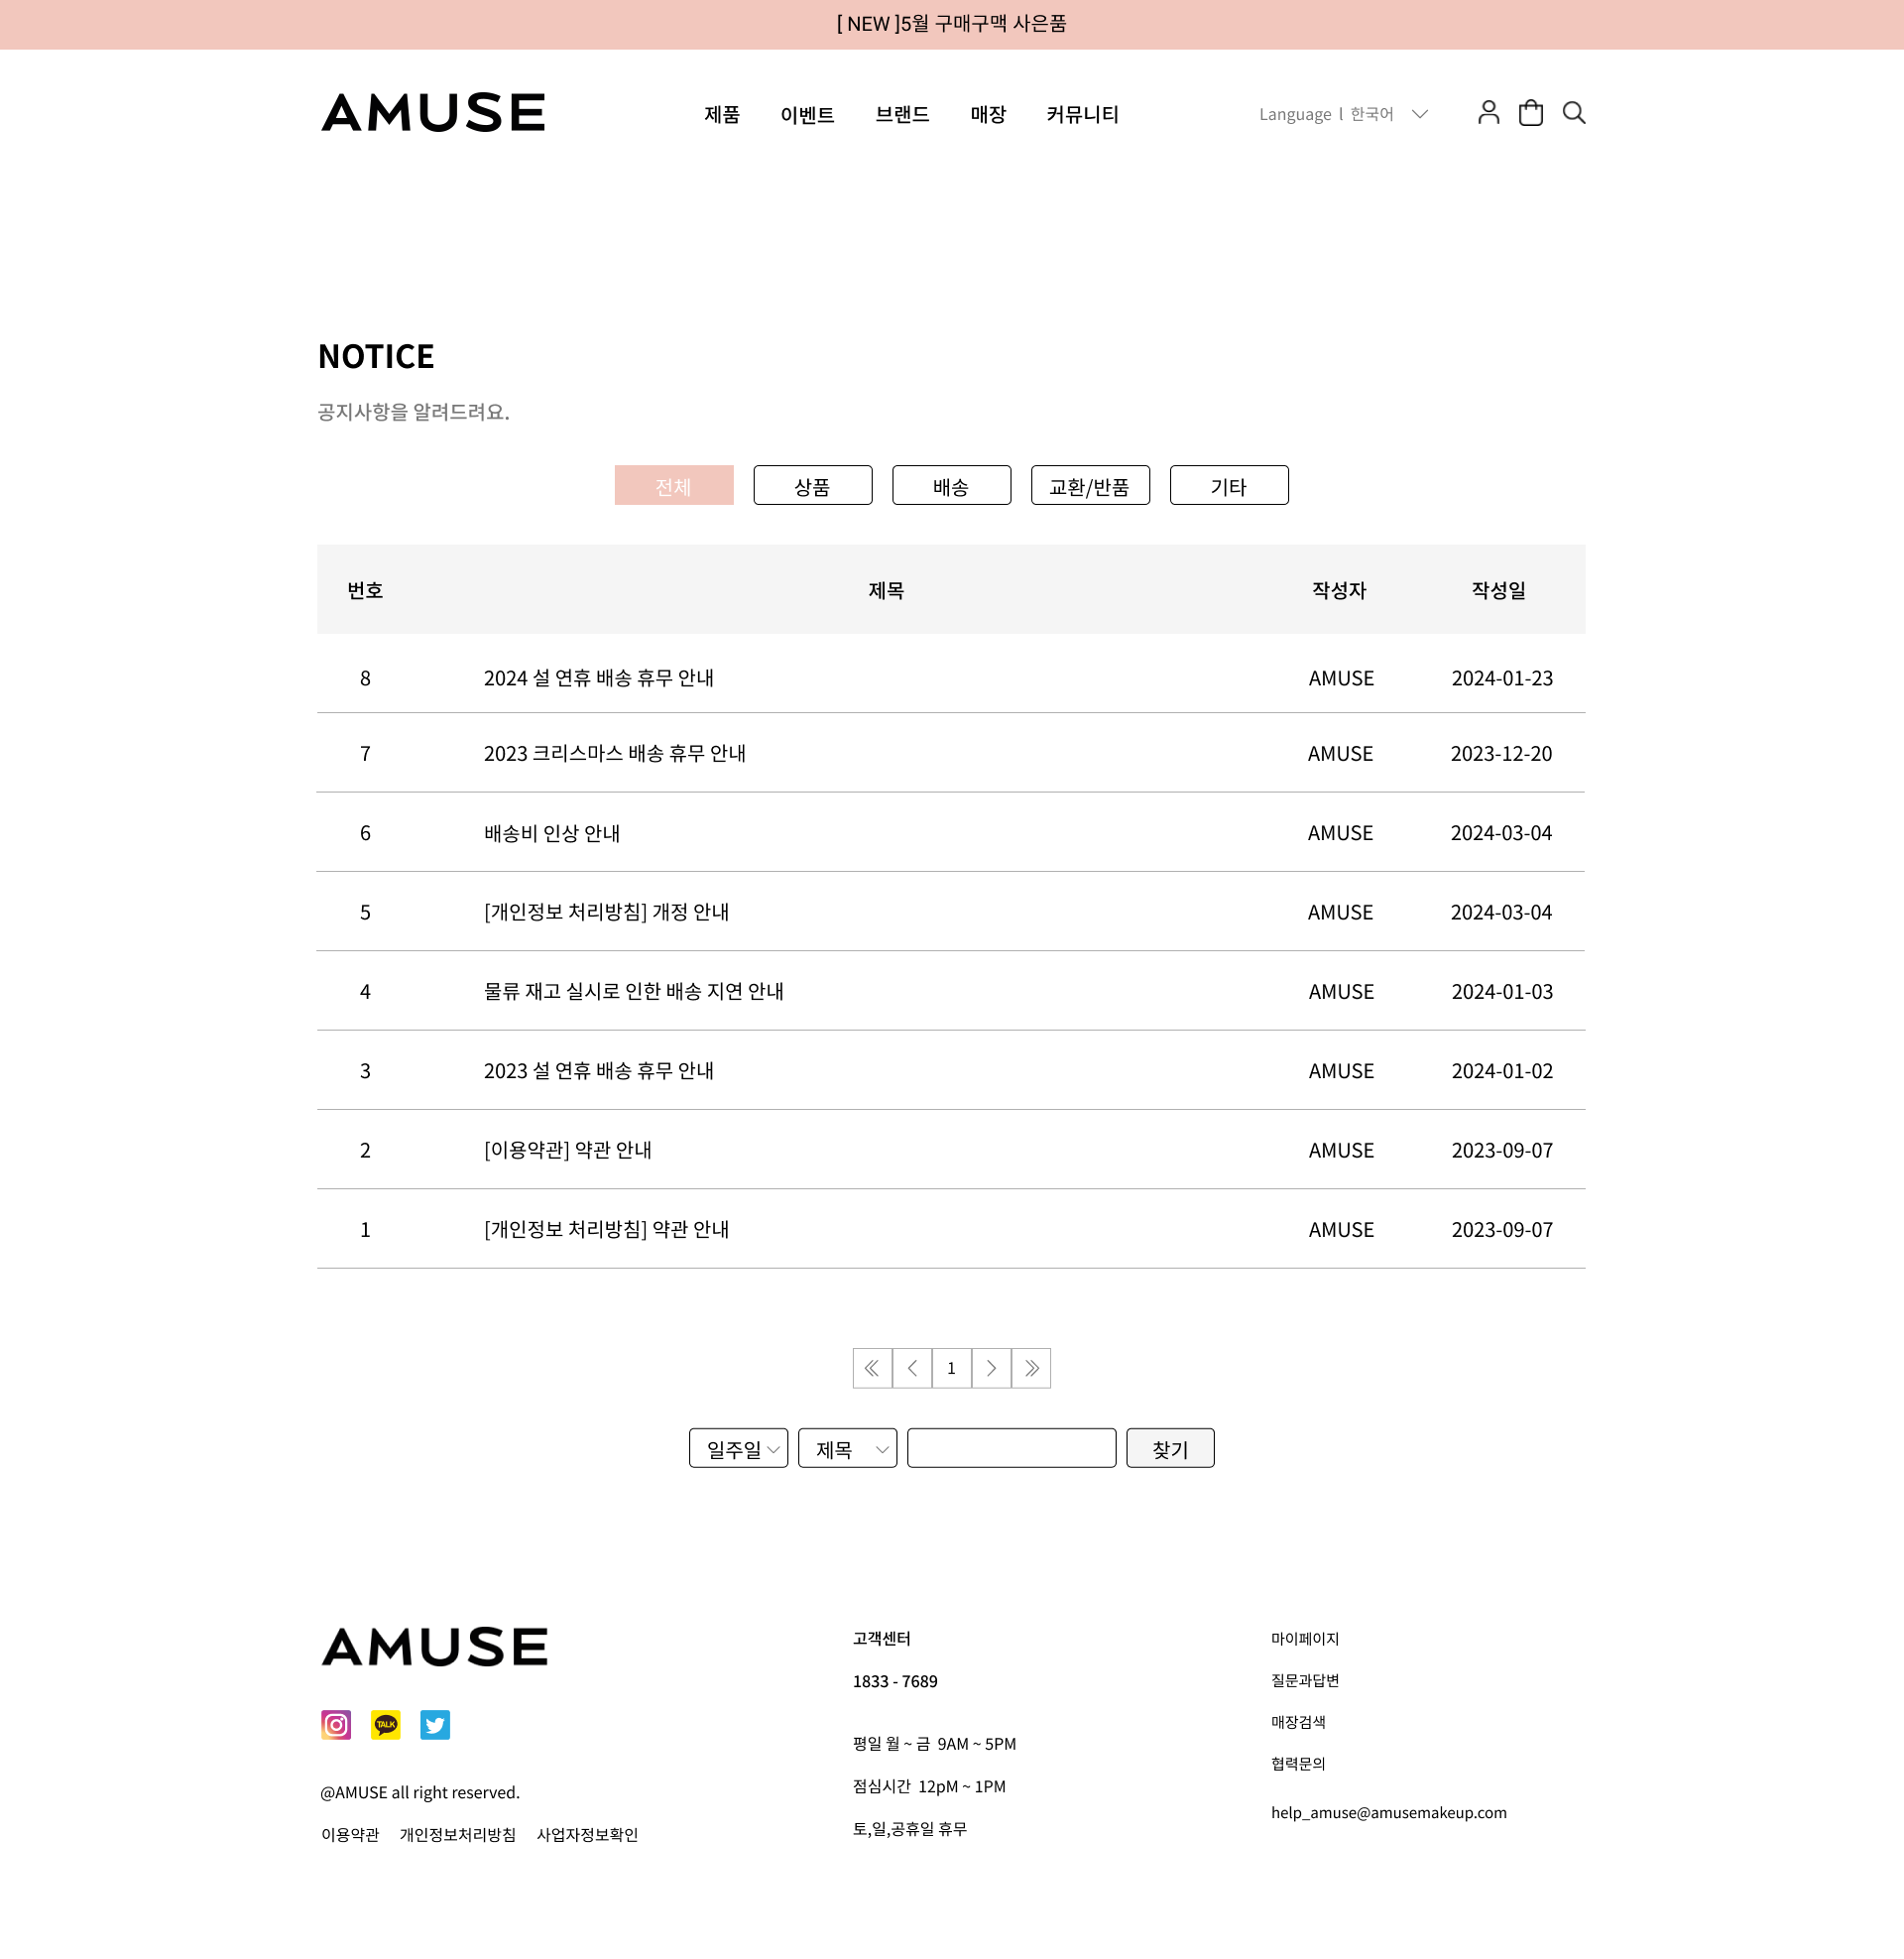 [ NEW ]5월 구매구맥 사은품
AMUSE 제품 이벤트 브랜드 매장 커뮤니티 Language l 한국어
NOTICE
공지사항을 알려드려요.
전체 상품 배송 교환/반품 기타
번호 제목 작성자 작성일
8 2024 설 연휴 배송 휴무 안내 AMUSE 2024-01-23
7 2023 크리스마스 배송 휴무 안내 AMUSE 2023-12-20
6 배송비 인상 안내 AMUSE 2024-03-04
5 [개인정보 처리방침] 개정 안내 AMUSE 2024-03-04
4 물류 재고 실시로 인한 배송 지연 안내 AMUSE 2024-01-03
3 2023 설 연휴 배송 휴무 안내 AMUSE 2024-01-02
2 [이용약관] 약관 안내 AMUSE 2023-09-07
1 [개인정보 처리방침] 약관 안내 AMUSE 2023-09-07
1
일주일 제목 찾기
AMUSE
TALK
@AMUSE all right reserved.
이용약관 개인정보처리방침 사업자정보확인
고객센터
1833 - 7689
평일 월 ~ 금 9AM ~ 5PM
점심시간 12pM ~ 1PM
토,일,공휴일 휴무
마이페이지
질문과답변
매장검색
협력문의
help_amuse@amusemakeup.com